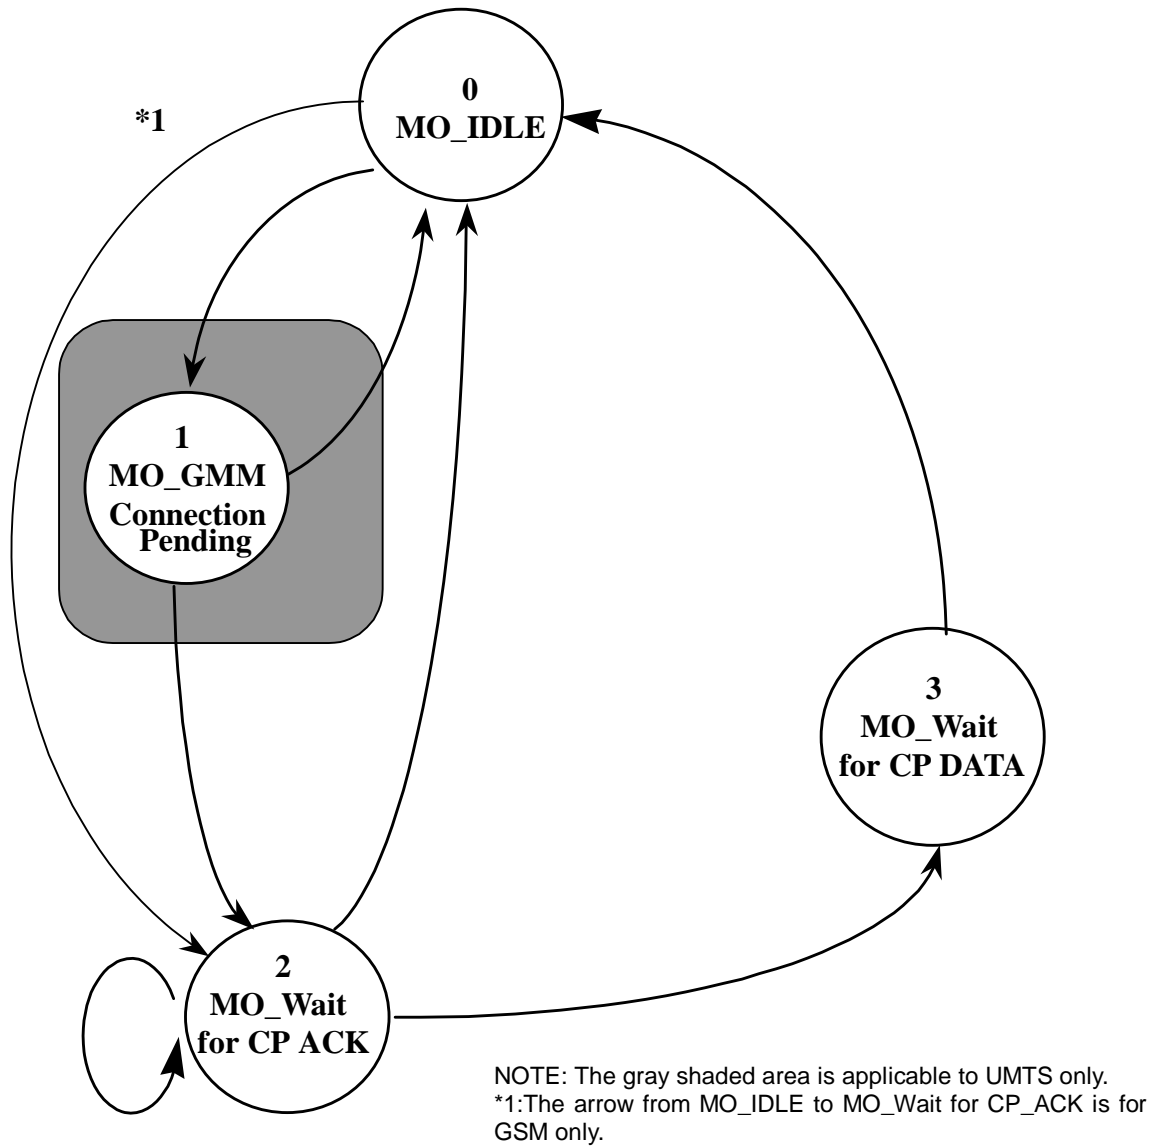 0
MO_IDLE
*1
1
MO_GMM
Connection
Pending
3
MO_Wait
for CP DATA
2
MO_Wait
for CP ACK
NOTE: The gray shaded area is applicable to UMTS only.
*1:The arrow from MO_IDLE to MO_Wait for CP_ACK is for
GSM only.